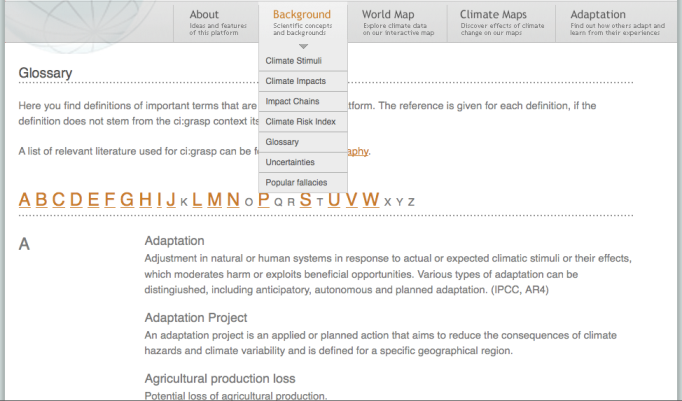 About
Ideas and features
of this platform
Background
Scientific concepts
and backgrounds
World Map
Explore climate data
on our interactive map
Climate Maps
Discover effects of climate
change on our maps
Adaptation
Find out how others adapt and
learn from their experiences
Climate Stimuli
Climate Impacts
Impact Chains
Climate Risk Index
Glossary
Uncertainties
Popular fallacies
Glossary
Here you find definitions of important terms that are tform. The reference is given for each definition, if the
definition does not stem from the ci:grasp context its
A list of relevant literature used for ci:grasp can be f aphy.
A B C D E F G H I J K L M N O P Q R S T U V W X Y Z
A
Adaptation
Adjustment in natural or human systems in response to actual or expected climatic stimuli or their effects,
which moderates harm or exploits beneficial opportunities. Various types of adaptation can be
distingiushed, including anticipatory, autonomous and planned adaptation. (IPCC, AR4)
Adaptation Project
An adaptation project is an applied or planned action that aims to reduce the consequences of climate
hazards and climate variability and is defined for a specific geographical region.
Agricultural production loss
Potential loss of agricultural production.